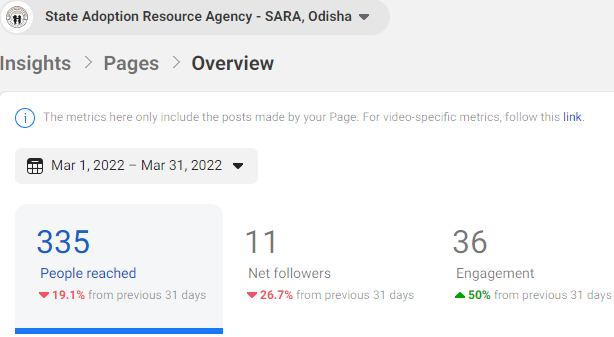 State Adoption Resource Agency - SARA, Odisha
Insights > Pages > Overview
The metrics here only include the posts made by your Page. For video-specific metrics, follow this link.
Mar 1, 2022 – Mar 31, 2022
335 11 36
People reached Net followers Engagement
19.1% from previous 31 days 26.7% from previous 31 days 50% from previous 31 days